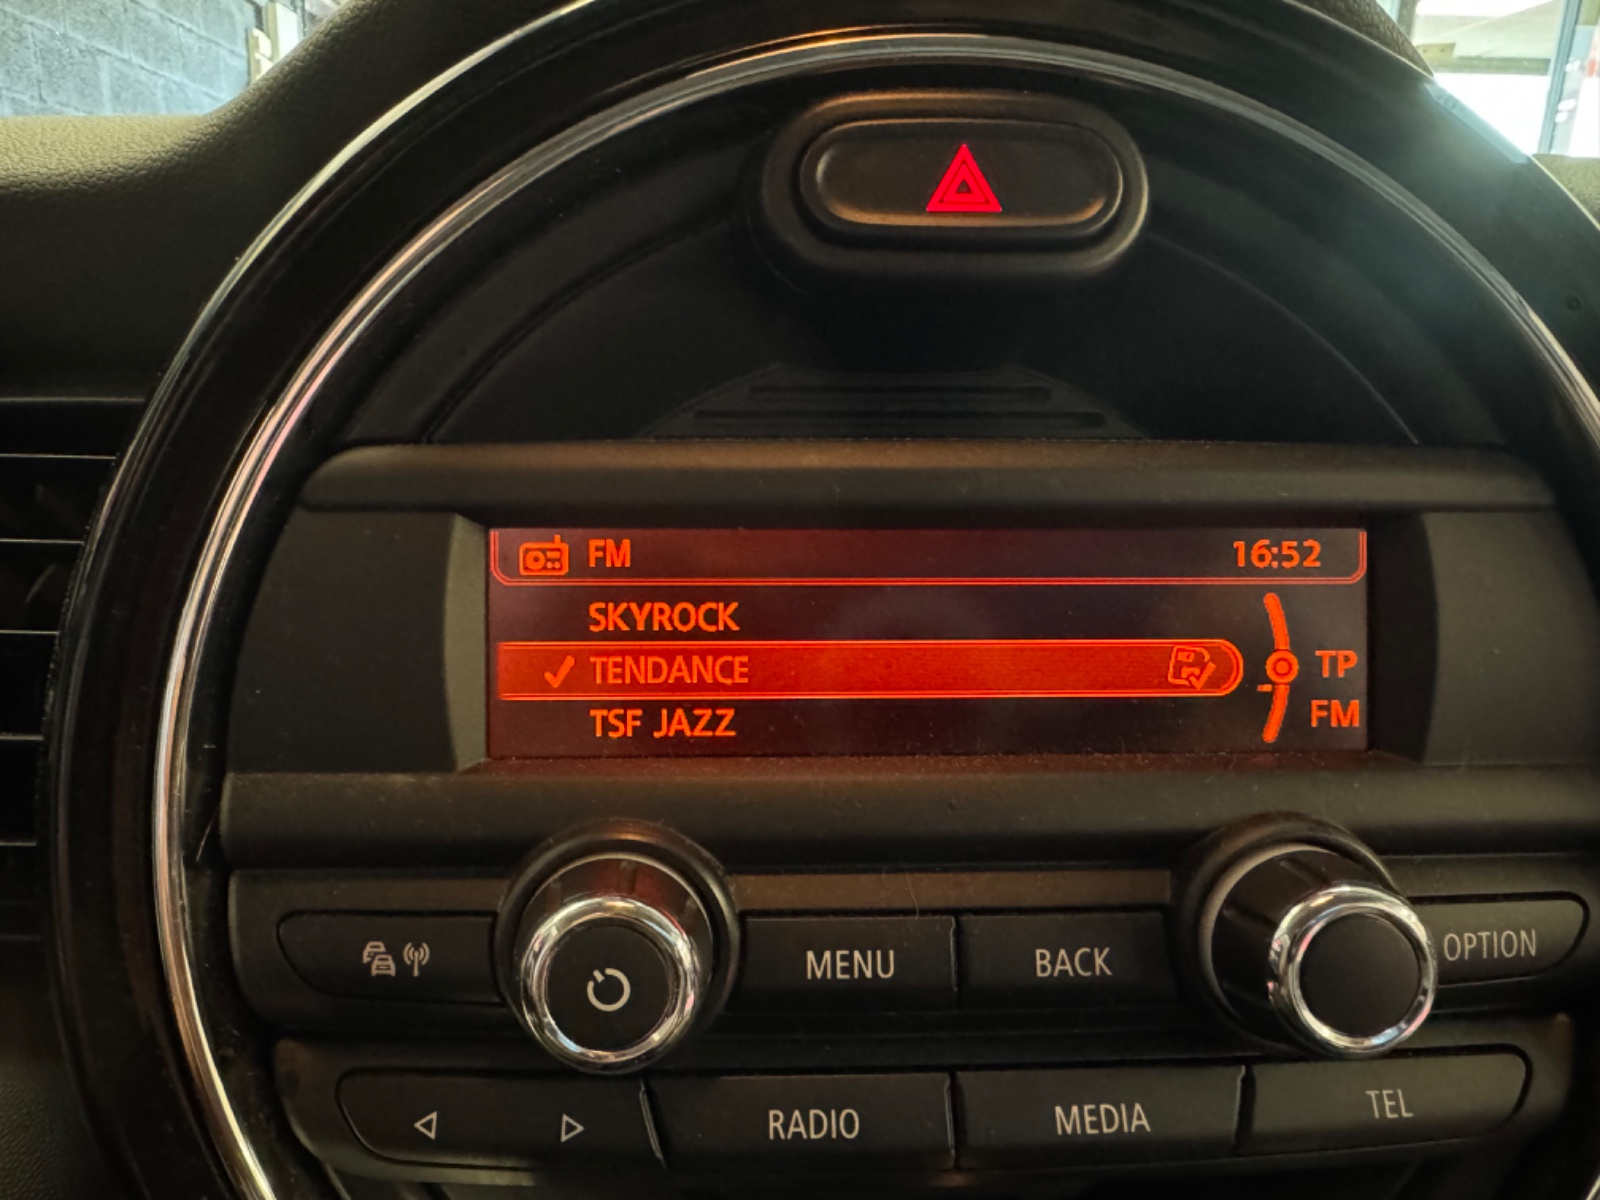 FM 16:52
SKYROCK
TENDANCE
TP
TSF JAZZ
FM
MENU BACK OPTION
RADIO MEDIA TEL